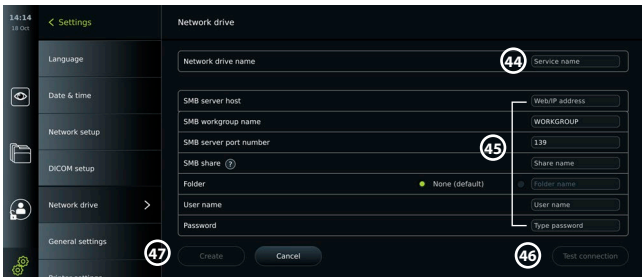 14:14
18 Oct
Settings
Network drive
Language
Network drive name
44
Service name
Date & time
SMB server host
Web/IP address
SMB workgroup name
WORKGROUP
Network setup
SMB server port number
45
139
SMB share ?
Share name
DICOM setup
Folder
None (default)
Folder name
Network drive
User name
User name
Password
Type password
General settings
47
Create
Cancel
46
Test connection
Printer settings